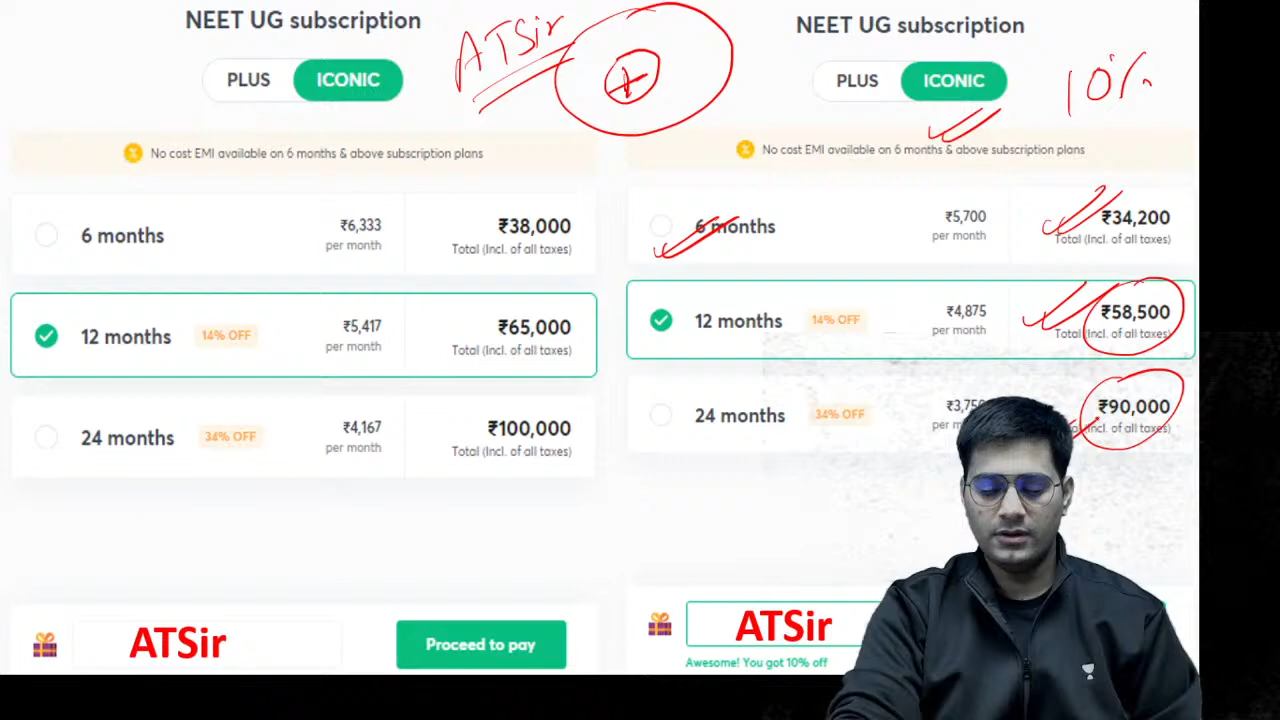 NEET UG subscription
PLUS
ICONIC
No cost EMI available on 6 months & above subscription plans
6 months
₹6,333
per month
₹38,000
Total (Incl. of all taxes)
12 months
14% OFF
₹5,417
per month
₹65,000
Total (Incl. of all taxes)
24 months
34% OFF
₹4,167
per month
₹100,000
Total (Incl. of all taxes)
ATSir
Proceed to pay
ATSir
+
NEET UG subscription
PLUS
ICONIC
10%
No cost EMI available on 6 months & above subscription plans
6 months
₹5,700
per month
₹34,200
Total (Incl. of all taxes)
12 months
14% OFF
₹4,875
per month
₹58,500
Total (Incl. of all taxes)
24 months
34% OFF
₹90,000
(Incl. of all taxes)
ATSir
Awesome! You got 10% off